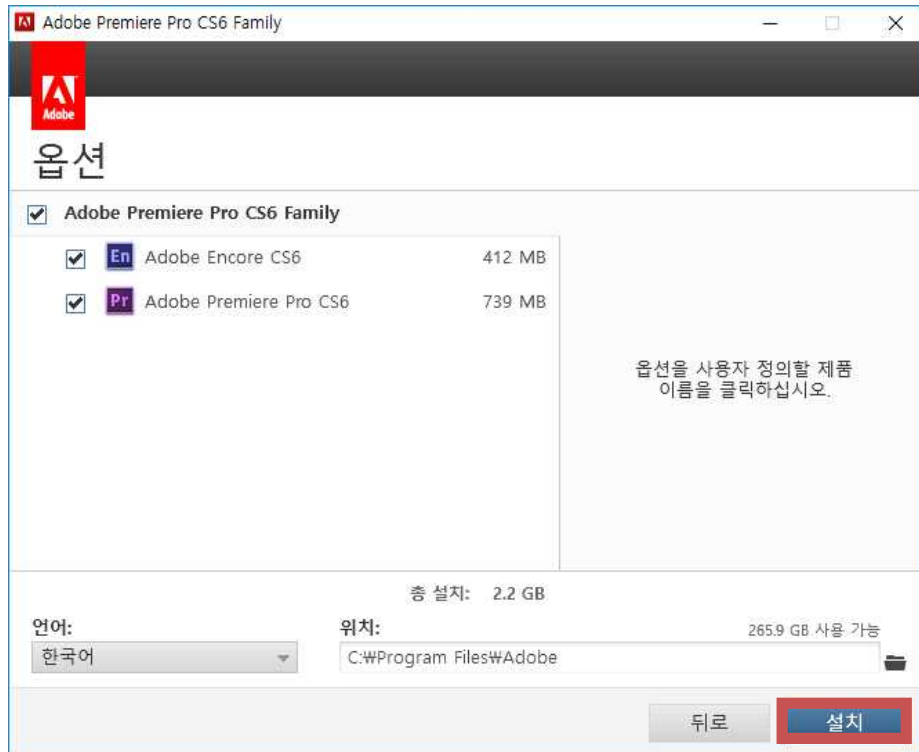 Adobe Premiere Pro CS6 Family
Adobe
옵션
Adobe Premiere Pro CS6 Family
En Adobe Encore CS6 412 MB
Pr Adobe Premiere Pro CS6 739 MB
옵션을 사용자 정의할 제품
이름을 클릭하십시오.
총 설치: 2.2 GB
언어: 위치: 265.9 GB 사용 가능
한국어 C:₩Program Files₩Adobe
뒤로 설치